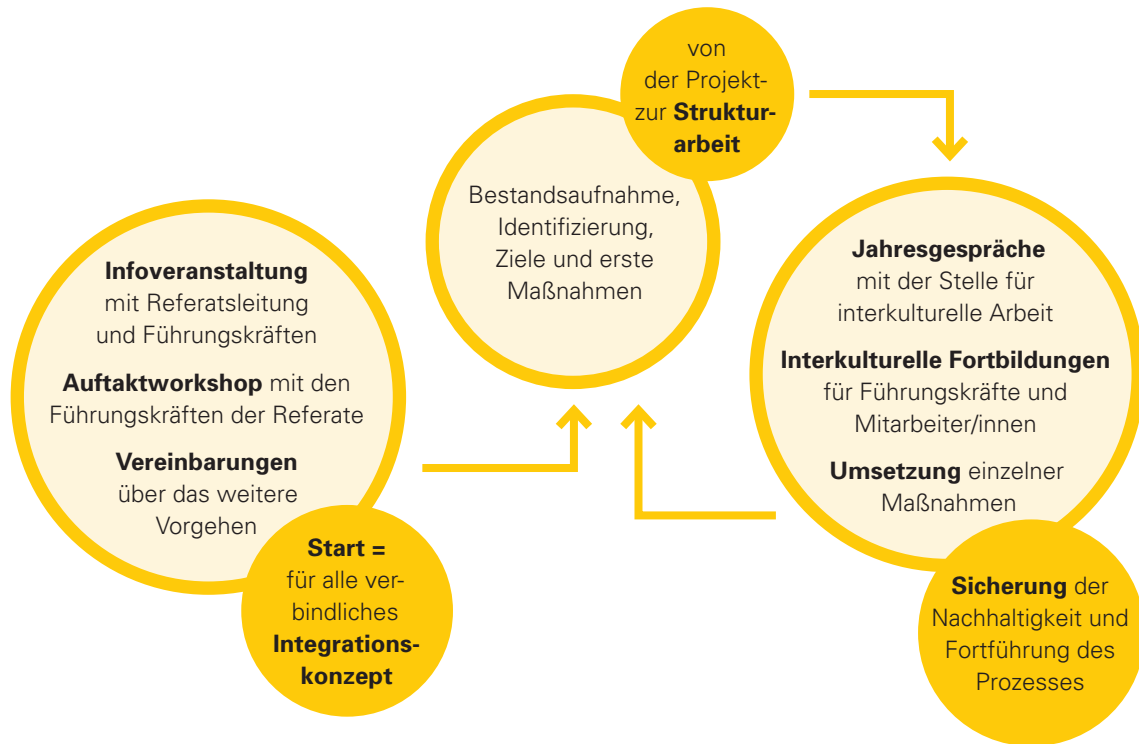 Infoveranstaltung
mit Referatsleitung
und Führungskräften
Auftaktworkshop mit den
Führungskräften der Referate
Vereinbarungen
über das weitere
Vorgehen
Start =
für alle ver-
bindliches
Integrations-
konzept
von
der Projekt-
zur Struktur-
arbeit
Bestandsaufnahme,
Identifizierung,
Ziele und erste
Maßnahmen
Jahresgespräche
mit der Stelle für
interkulturelle Arbeit
Interkulturelle Fortbildungen
für Führungskräfte und
Mitarbeiter/innen
Umsetzung einzelner
Maßnahmen
Sicherung der
Nachhaltigkeit und
Fortführung des
Prozesses